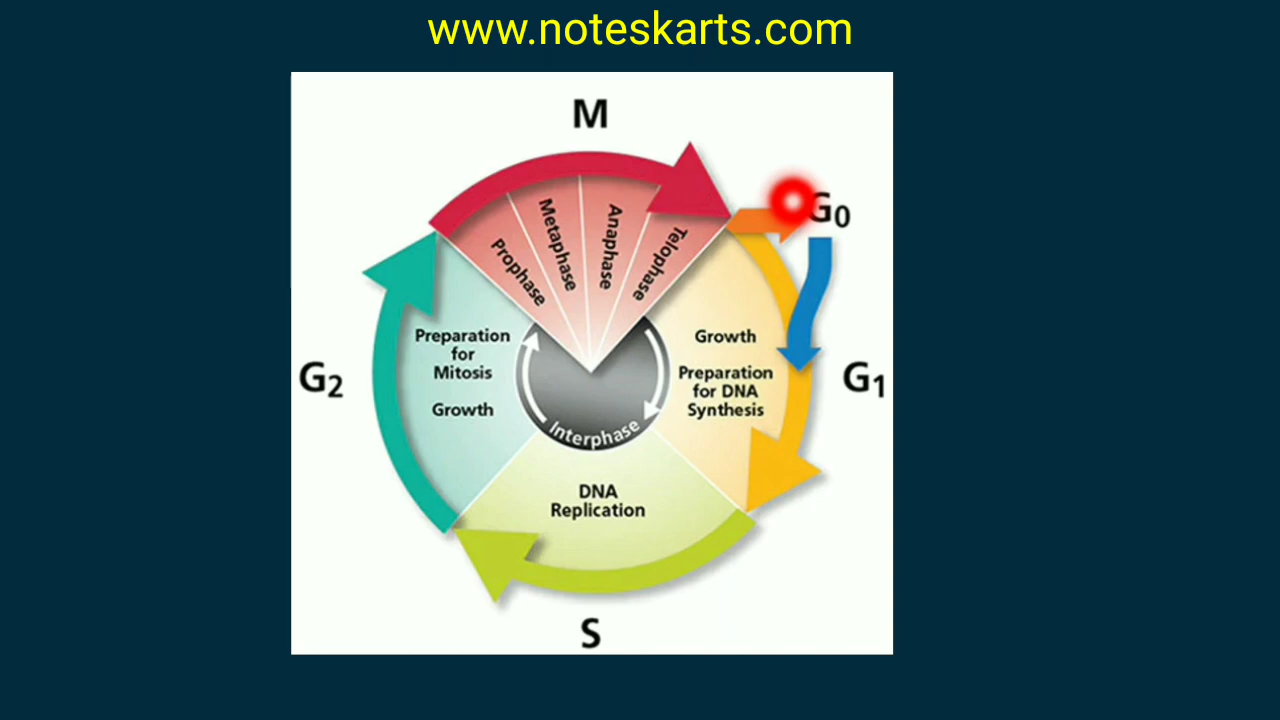 www.noteskarts.com
M
G0
Prophase
Metaphase
Anaphase
Telophase
Preparation
for
Mitosis
Growth
G2
Growth
Preparation
for DNA
Synthesis
G1
Interphase
DNA
Replication
S